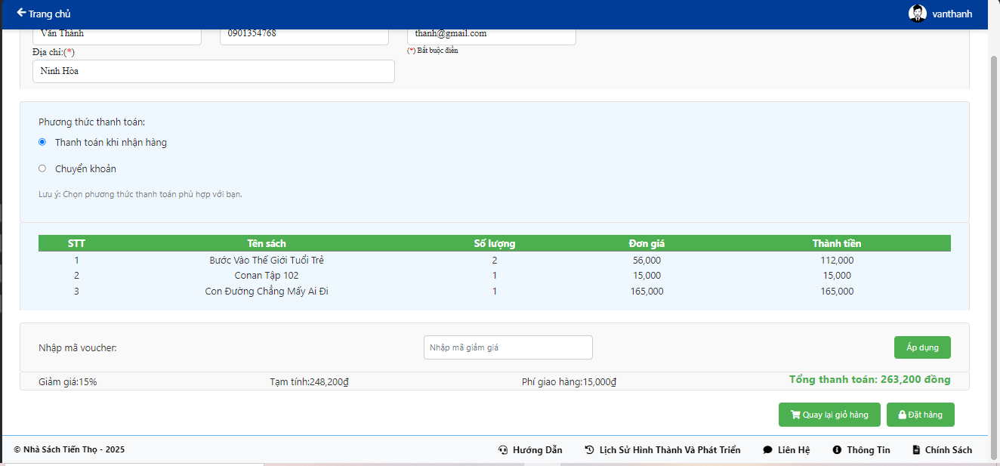 Trang chủ vanthanh
Văn Thành 0901354768 thanh@gmail.com
Địa chỉ:(*) (*) Bắt buộc điền
Ninh Hòa
Phương thức thanh toán:
Thanh toán khi nhận hàng
Chuyển khoản
Lưu ý: Chọn phương thức thanh toán phù hợp với bạn.
STT Tên sách Số lượng Đơn giá Thành tiền
1 Bước Vào Thế Giới Tuổi Trẻ 2 56,000 112,000
2 Conan Tập 102 1 15,000 15,000
3 Con Đường Chẳng Mấy Ai Đi 1 165,000 165,000
Nhập mã voucher: Nhập mã giảm giá Áp dụng
Giảm giá:15% Tạm tính:248,200₫ Phí giao hàng:15,000₫ Tổng thanh toán: 263,200 đồng
Quay lại giỏ hàng Đặt hàng
© Nhà Sách Tiến Thọ - 2025 Hướng Dẫn Lịch Sử Hình Thành Và Phát Triển Liên Hệ Thông Tin Chính Sách